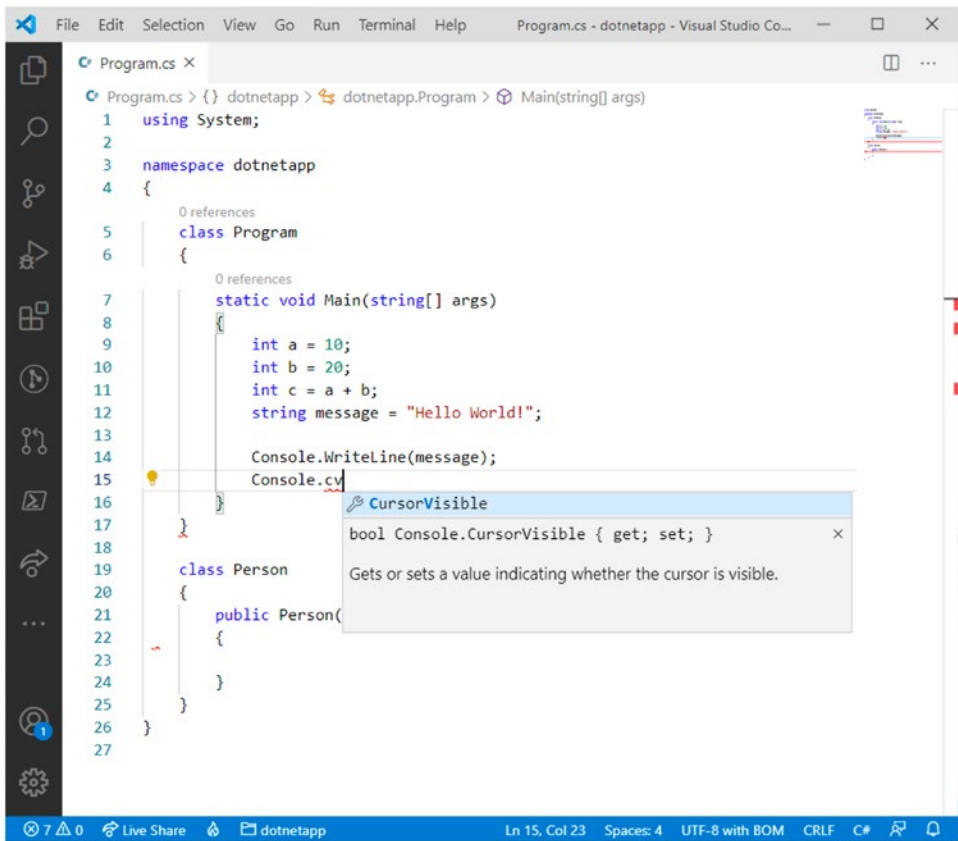 File Edit Selection View Go Run Terminal Help Program.cs - dotnetapp - Visual Studio Co...
Program.cs
Program.cs > {} dotnetapp > dotnetapp.Program > Main(string[] args)
1 using System;
2
3 namespace dotnetapp
4 {
0 references
5 class Program
6 {
0 references
7 static void Main(string[] args)
8 {
9 int a = 10;
10 int b = 20;
11 int c = a + b;
12 string message = "Hello World!";
13
14 Console.WriteLine(message);
15 Console.cv
16 }
CursorVisible
17 }
bool Console.CursorVisible { get; set; }
18
19 class Person
Gets or sets a value indicating whether the cursor is visible.
20 {
21 public Person(
22 {
23
24 }
25 }
26 }
27
1
7 0 Live Share dotnetapp Ln 15, Col 23 Spaces: 4 UTF-8 with BOM CRLF C#